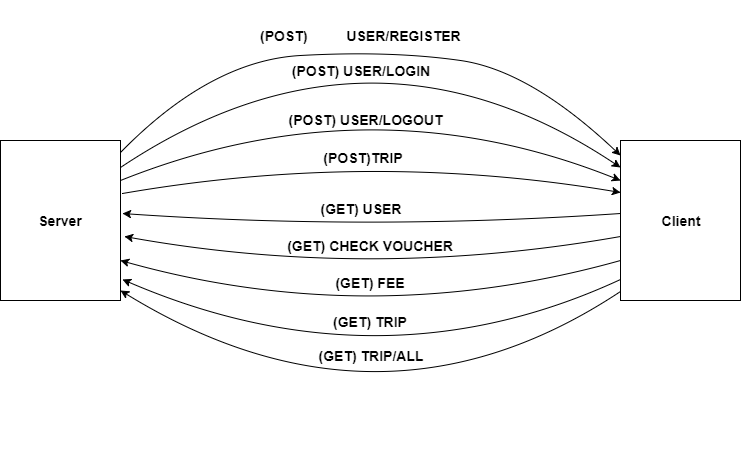 (POST) USER/REGISTER
(POST) USER/LOGIN
(POST) USER/LOGOUT
(POST)TRIP
(GET) USER
Server
Client
(GET) CHECK VOUCHER
(GET) FEE
(GET) TRIP
(GET) TRIP/ALL